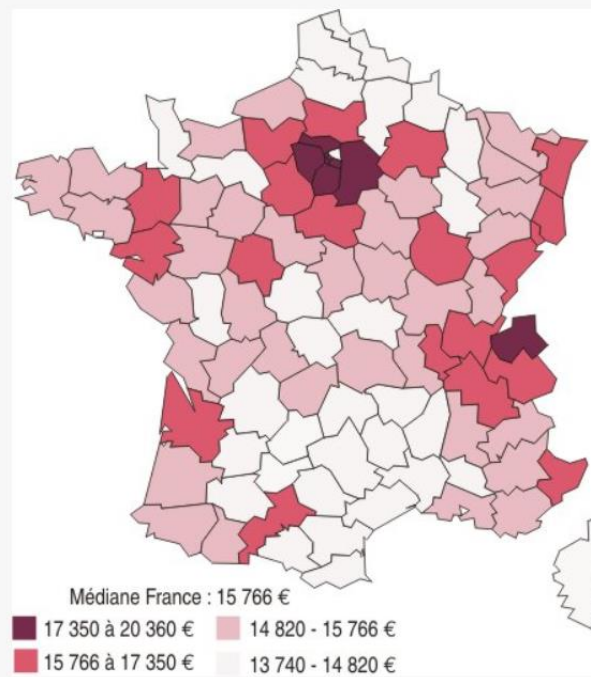 Médiane France : 15 766 €
17 350 à 20 360 € 14 820 - 15 766 €
15 766 à 17 350 € 13 740 - 14 820 €